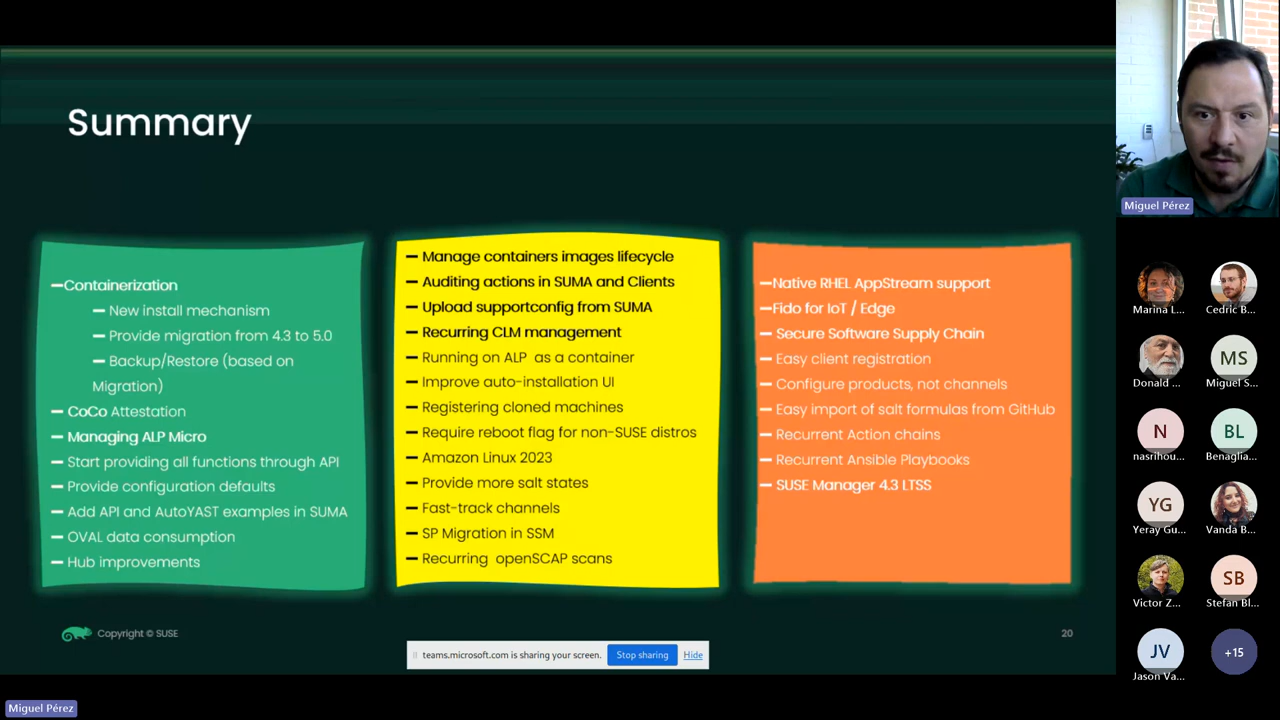 Summary
—Containerization
— New install mechanism
— Provide migration from 4.3 to 5.0
— Backup/Restore (based on
Migration)
— CoCo Attestation
— Managing ALP Micro
— Start providing all functions through API
— Provide configuration defaults
— Add API and AutoYAST examples in SUMA
— OVAL data consumption
— Hub improvements
— Manage containers images lifecycle
— Auditing actions in SUMA and Clients
— Upload supportconfig from SUMA
— Recurring CLM management
— Running on ALP as a container
— Improve auto-installation UI
— Registering cloned machines
— Require reboot flag for non-SUSE distros
— Amazon Linux 2023
— Provide more salt states
— Fast-track channels
— SP Migration in SSM
— Recurring openSCAP scans
—Native RHEL AppStream support
—Fido for IoT / Edge
— Secure Software Supply Chain
— Easy client registration
— Configure products, not channels
— Easy import of salt formulas from GitHub
— Recurrent Action chains
— Recurrent Ansible Playbooks
— SUSE Manager 4.3 LTSS
Copyright © SUSE
20
teams.microsoft.com is sharing your screen.
Stop sharing
Hide
Miguel Pérez
Miguel Pérez
Marina L...
Cedric B...
Donald ...
MS
Miguel S...
N
nasrihou...
BL
Benaglia...
YG
Yeray Gu...
Vanda B...
Victor Z...
SB
Stefan Bl...
JV
Jason Va...
+15